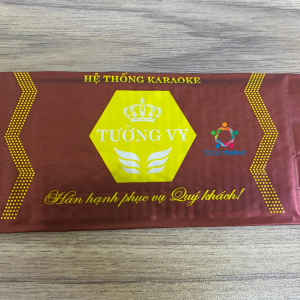 HỆ THỐNG KARAOKE
TƯỜNG VY
Hân hạnh phục vụ Quý khách!